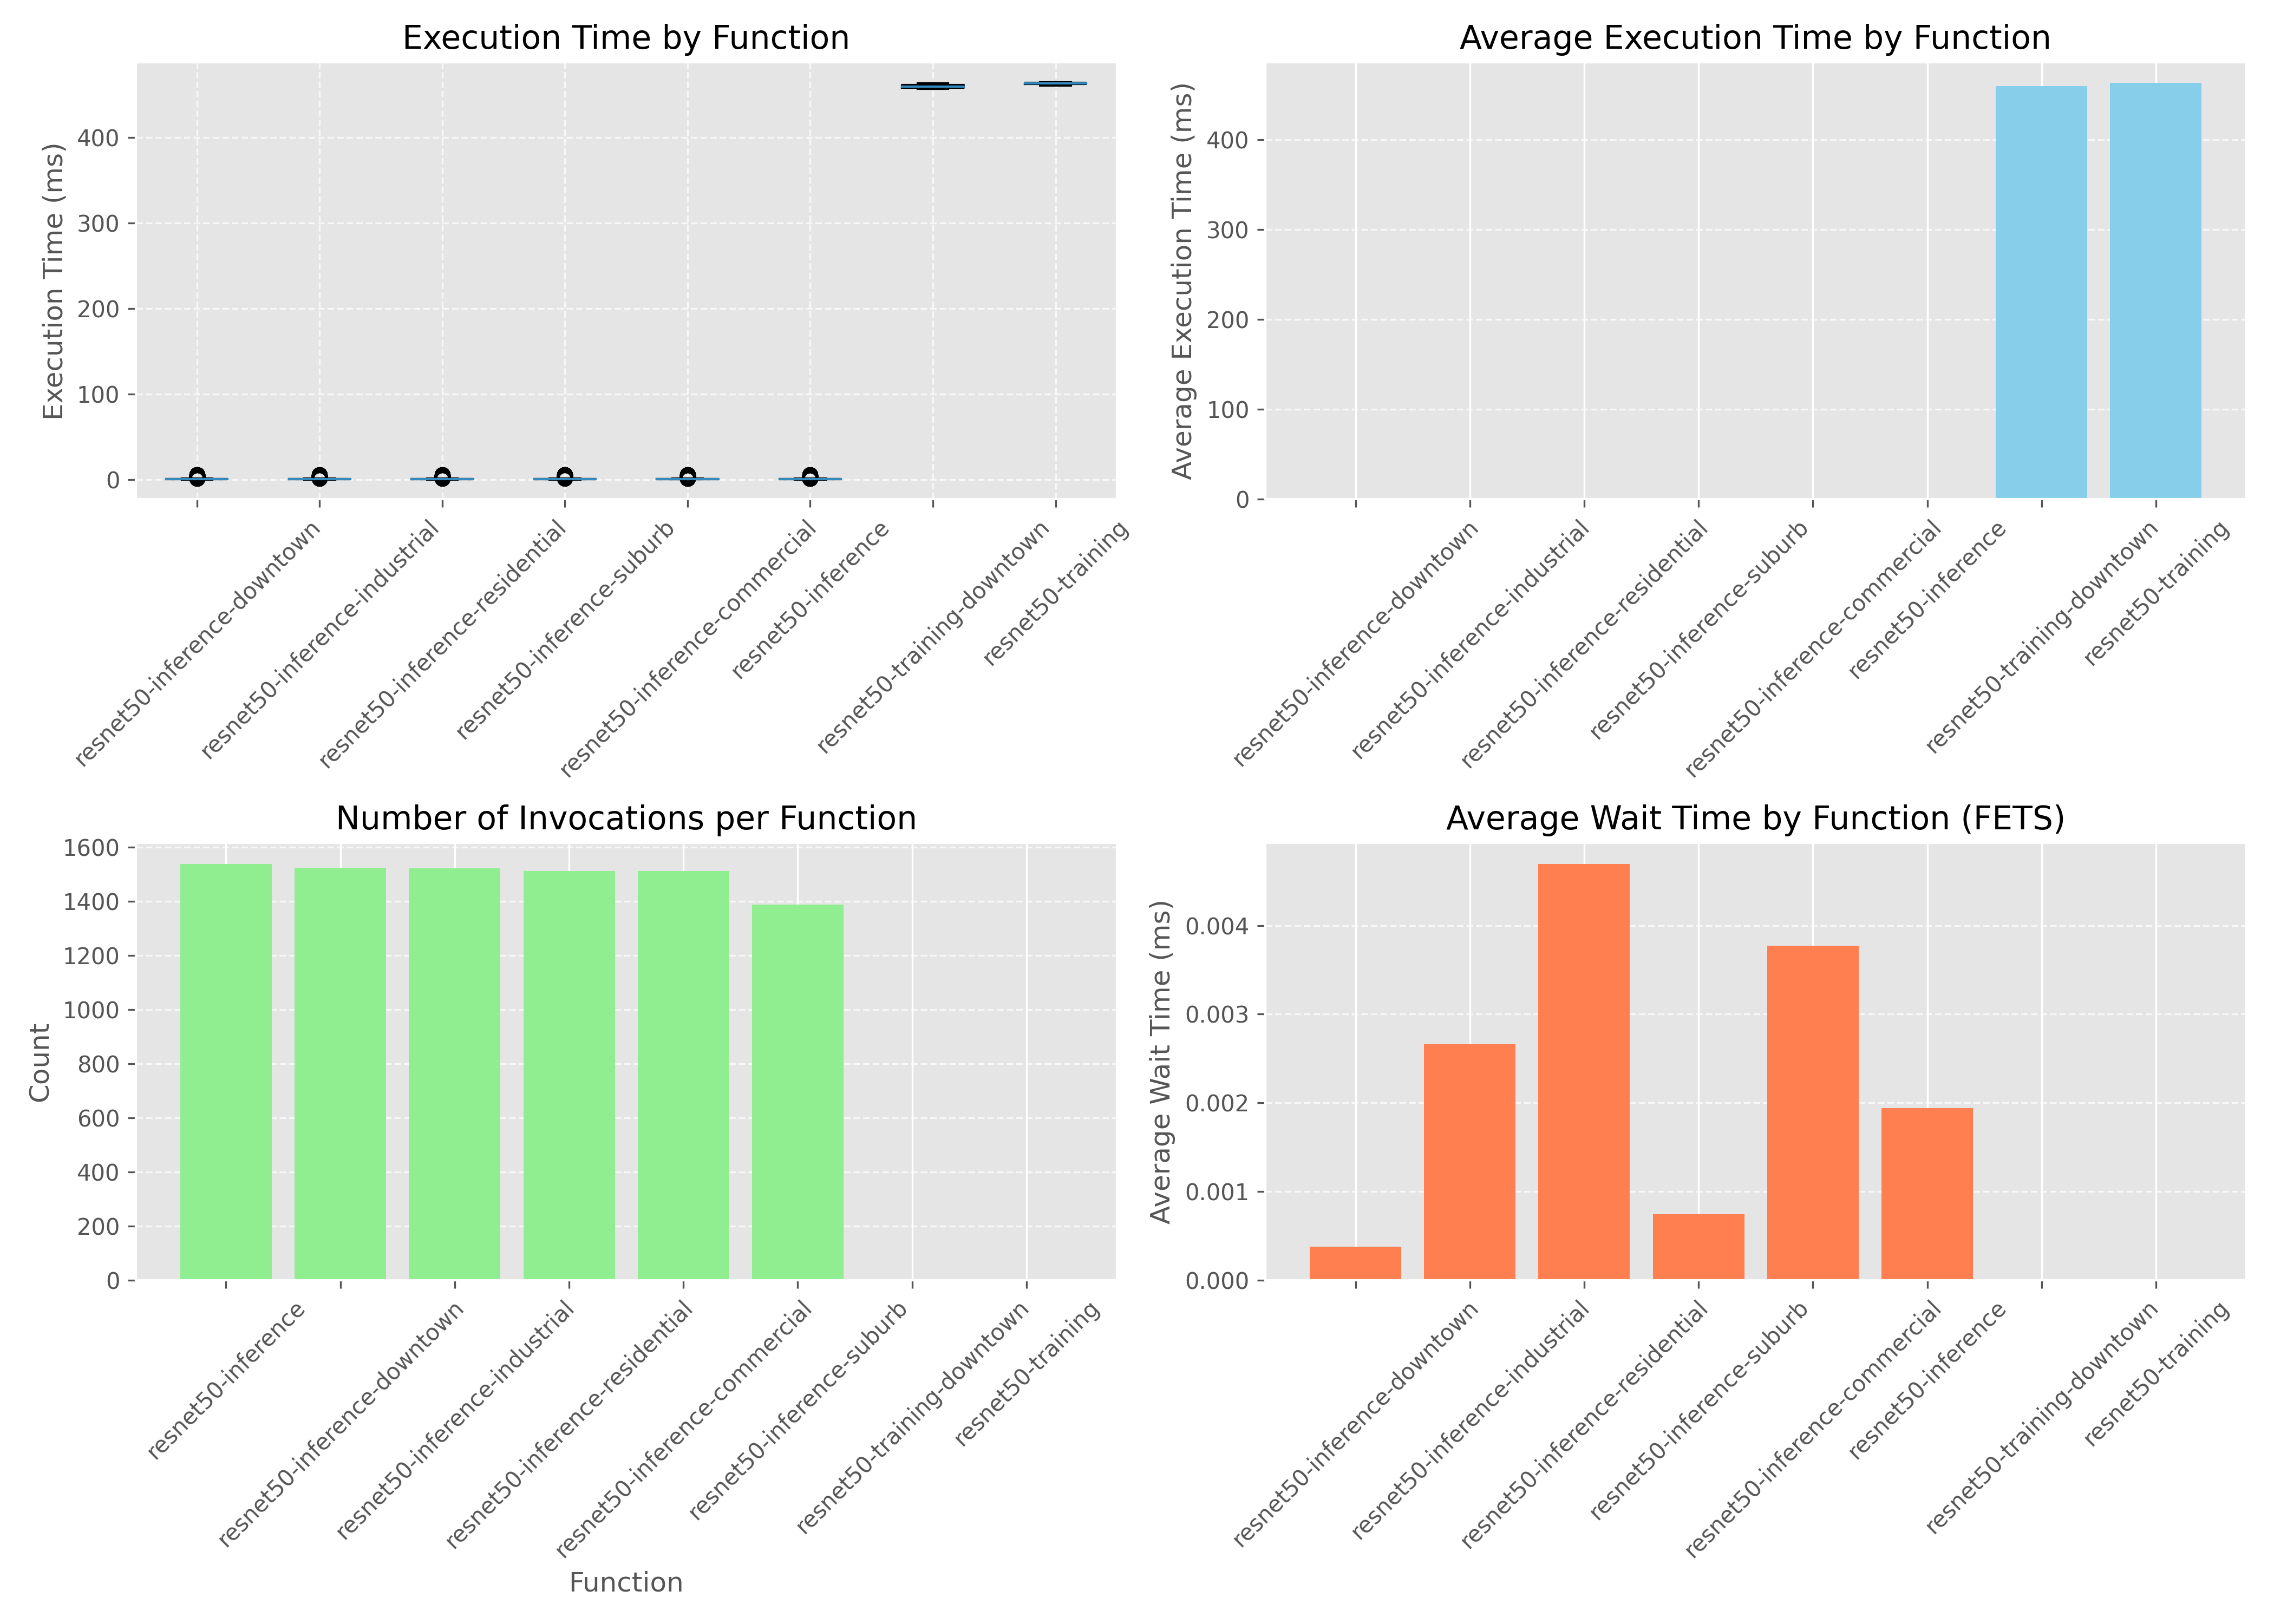 Execution Time by Function
Execution Time (ms)
400
300
200
100
0
resnet50-inference-downtown
resnet50-inference-industrial
resnet50-inference-residential
resnet50-inference-suburb
resnet50-inference-commercial
resnet50-inference
resnet50-training-downtown
resnet50-training
Average Execution Time by Function
Average Execution Time (ms)
400
300
200
100
0
resnet50-inference-downtown
resnet50-inference-industrial
resnet50-inference-residential
resnet50-inference-suburb
resnet50-inference-commercial
resnet50-inference
resnet50-training-downtown
resnet50-training
Number of Invocations per Function
Count
1600
1400
1200
1000
800
600
400
200
0
resnet50-inference
resnet50-inference-downtown
resnet50-inference-industrial
resnet50-inference-residential
resnet50-inference-commercial
resnet50-inference-suburb
resnet50-training-downtown
resnet50-training
Function
Average Wait Time by Function (FETS)
Average Wait Time (ms)
0.004
0.003
0.002
0.001
0.000
resnet50-inference-downtown
resnet50-inference-industrial
resnet50-inference-residential
resnet50-inference-suburb
resnet50-inference-commercial
resnet50-inference
resnet50-training-downtown
resnet50-training